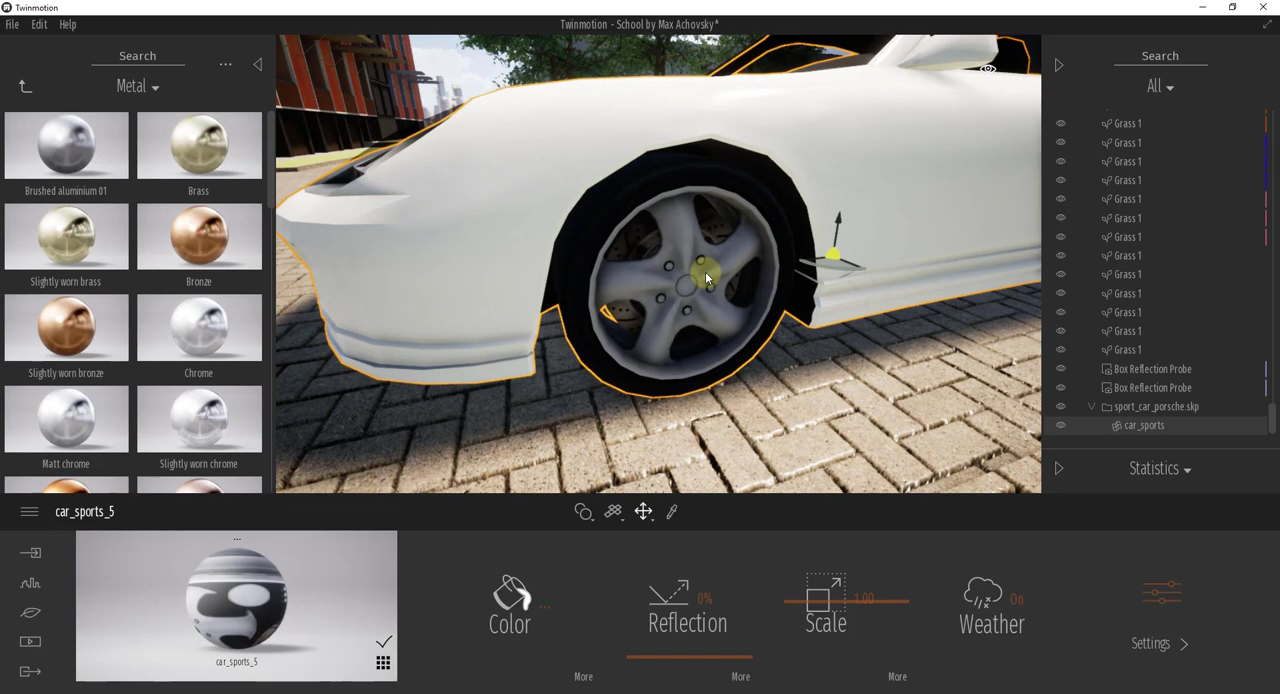 Twinmotion
File Edit Help
Twinmotion - School by Max Achovsky*
Search
...
Metal
Brushed aluminium 01
Brass
Slightly worn brass
Bronze
Slightly worn bronze
Chrome
Matt chrome
Slightly worn chrome
Search
All
Grass 1
Grass 1
Grass 1
Grass 1
Grass 1
Grass 1
Grass 1
Grass 1
Grass 1
Grass 1
Grass 1
Grass 1
Grass 1
Box Reflection Probe
Box Reflection Probe
sport_car_porsche.skp
car_sports
Statistics
car_sports_5
...
car_sports_5
Color ...
More
Reflection 0%
More
Scale 1.00
More
Weather On
Settings